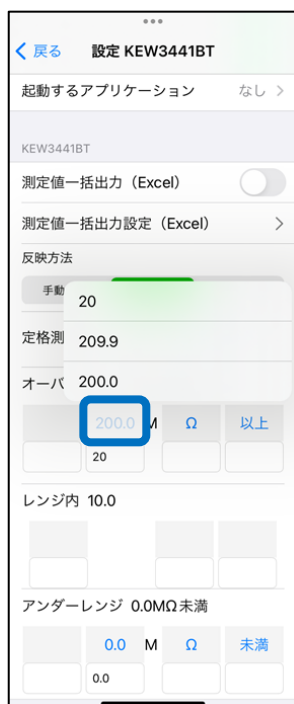 戻る 設定 KEW3441BT
起動するアプリケーション なし
KEW3441BT
測定値一括出力（Excel）
測定値一括出力設定（Excel）
反映方法
手動
20
定格測
209.9
オーバ
200.0
200.0 M Ω 以上
20
レンジ内 10.0
アンダーレンジ 0.0MΩ未満
0.0 M Ω 未満
0.0